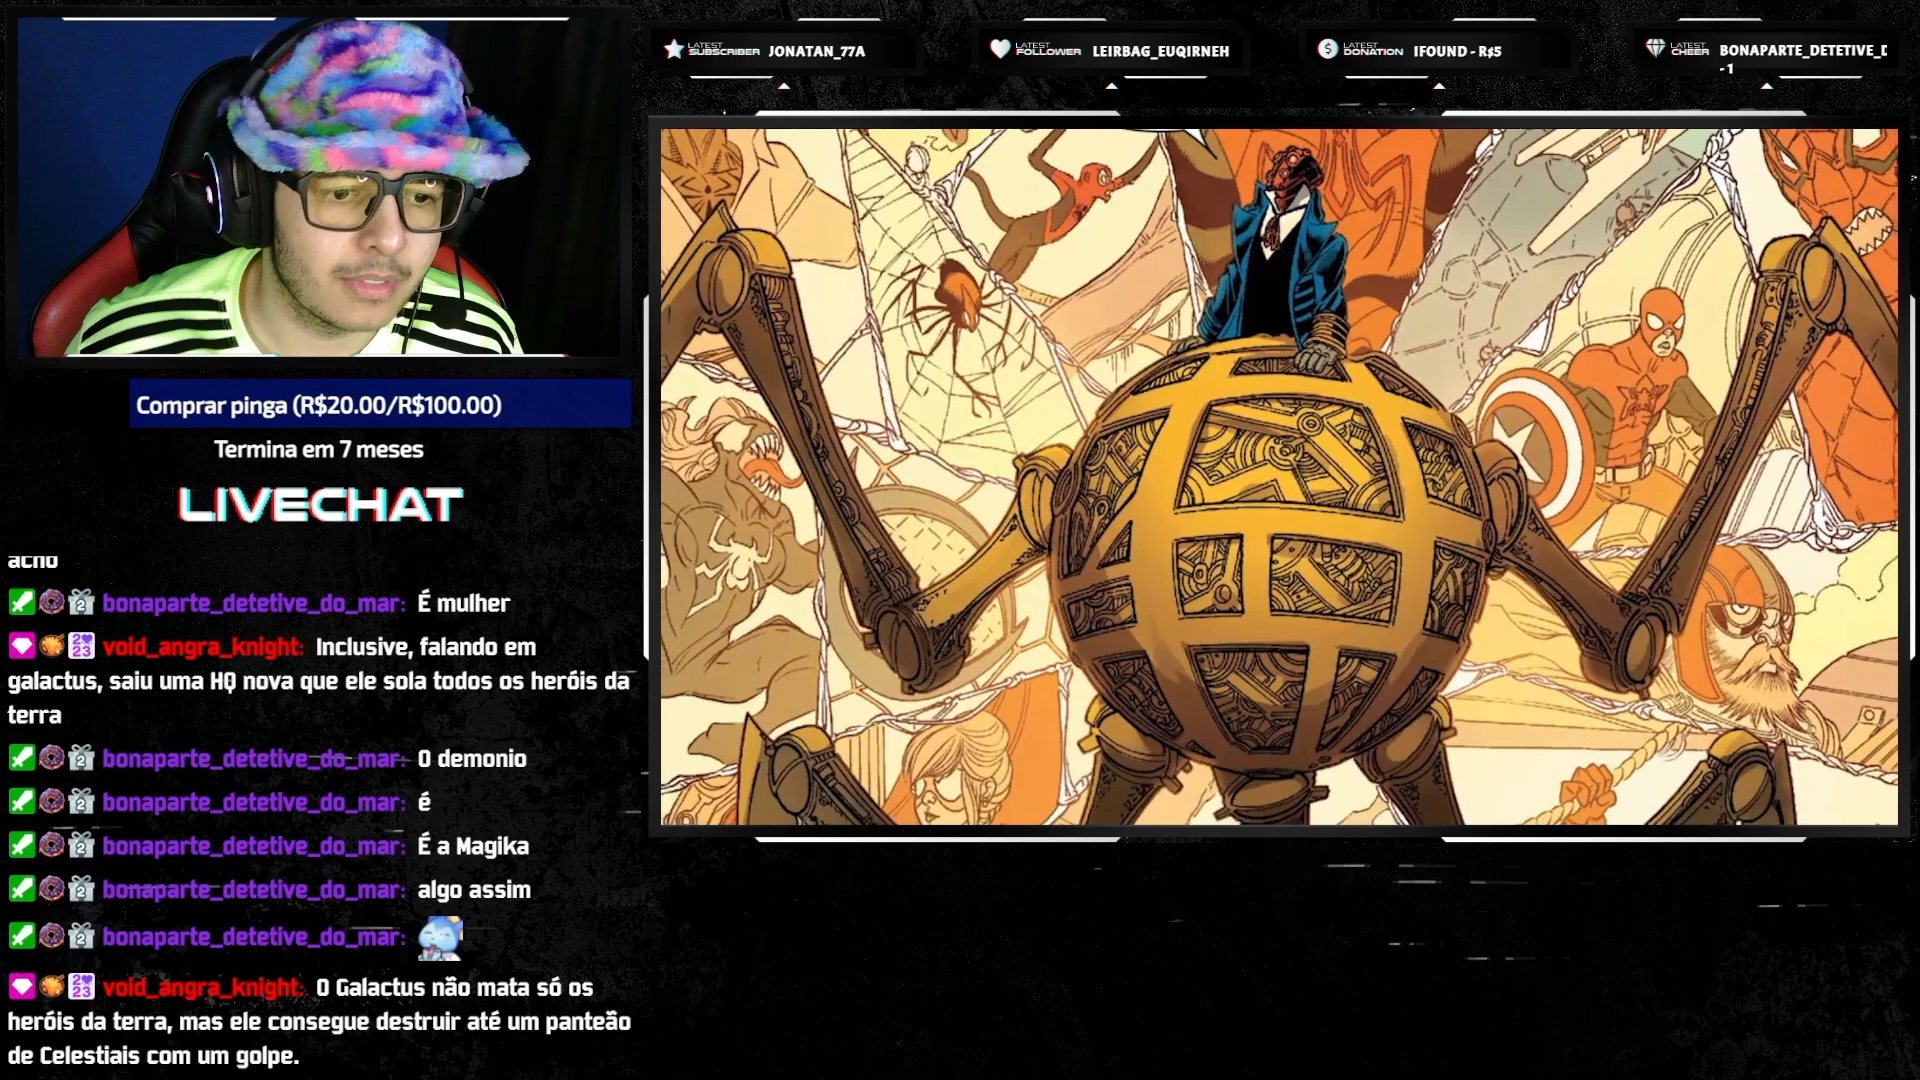 LATEST SUBSCRIBER JONATAN_77A
LATEST FOLLOWER LEIRBAG_EUQIRNEH
LATEST DONATION IFOUND - R$5
LATEST CHEER BONAPARTE_DETETIVE_D
- 1
Comprar pinga (R$20.00/R$100.00)
Termina em 7 meses
LIVECHAT
acho
bonaparte_detetive_do_mar: É mulher
void_angra_knight: Inclusive, falando em
galactus, saiu uma HQ nova que ele sola todos os heróis da
terra
bonaparte_detetive_do_mar: O demonio
bonaparte_detetive_do_mar: é
bonaparte_detetive_do_mar: É a Magika
bonaparte_detetive_do_mar: algo assim
bonaparte_detetive_do_mar:
void_angra_knight: O Galactus não mata só os
heróis da terra, mas ele consegue destruir até um panteão
de Celestiais com um golpe.